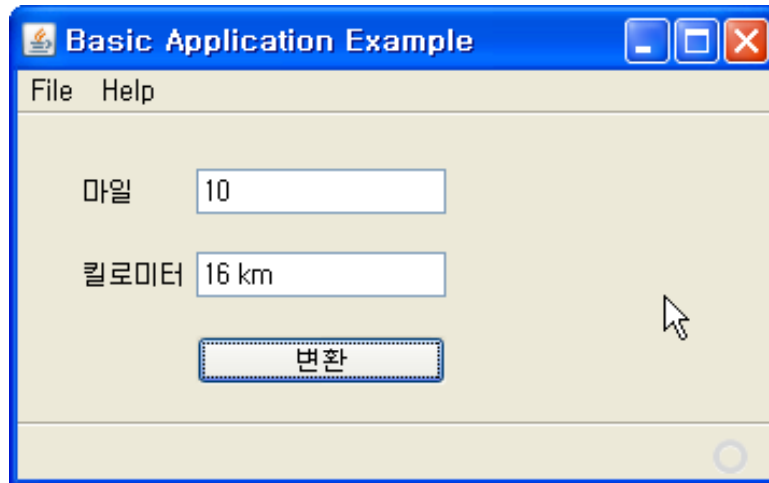 Basic Application Example
File Help
마일 10
킬로미터 16 km
변환